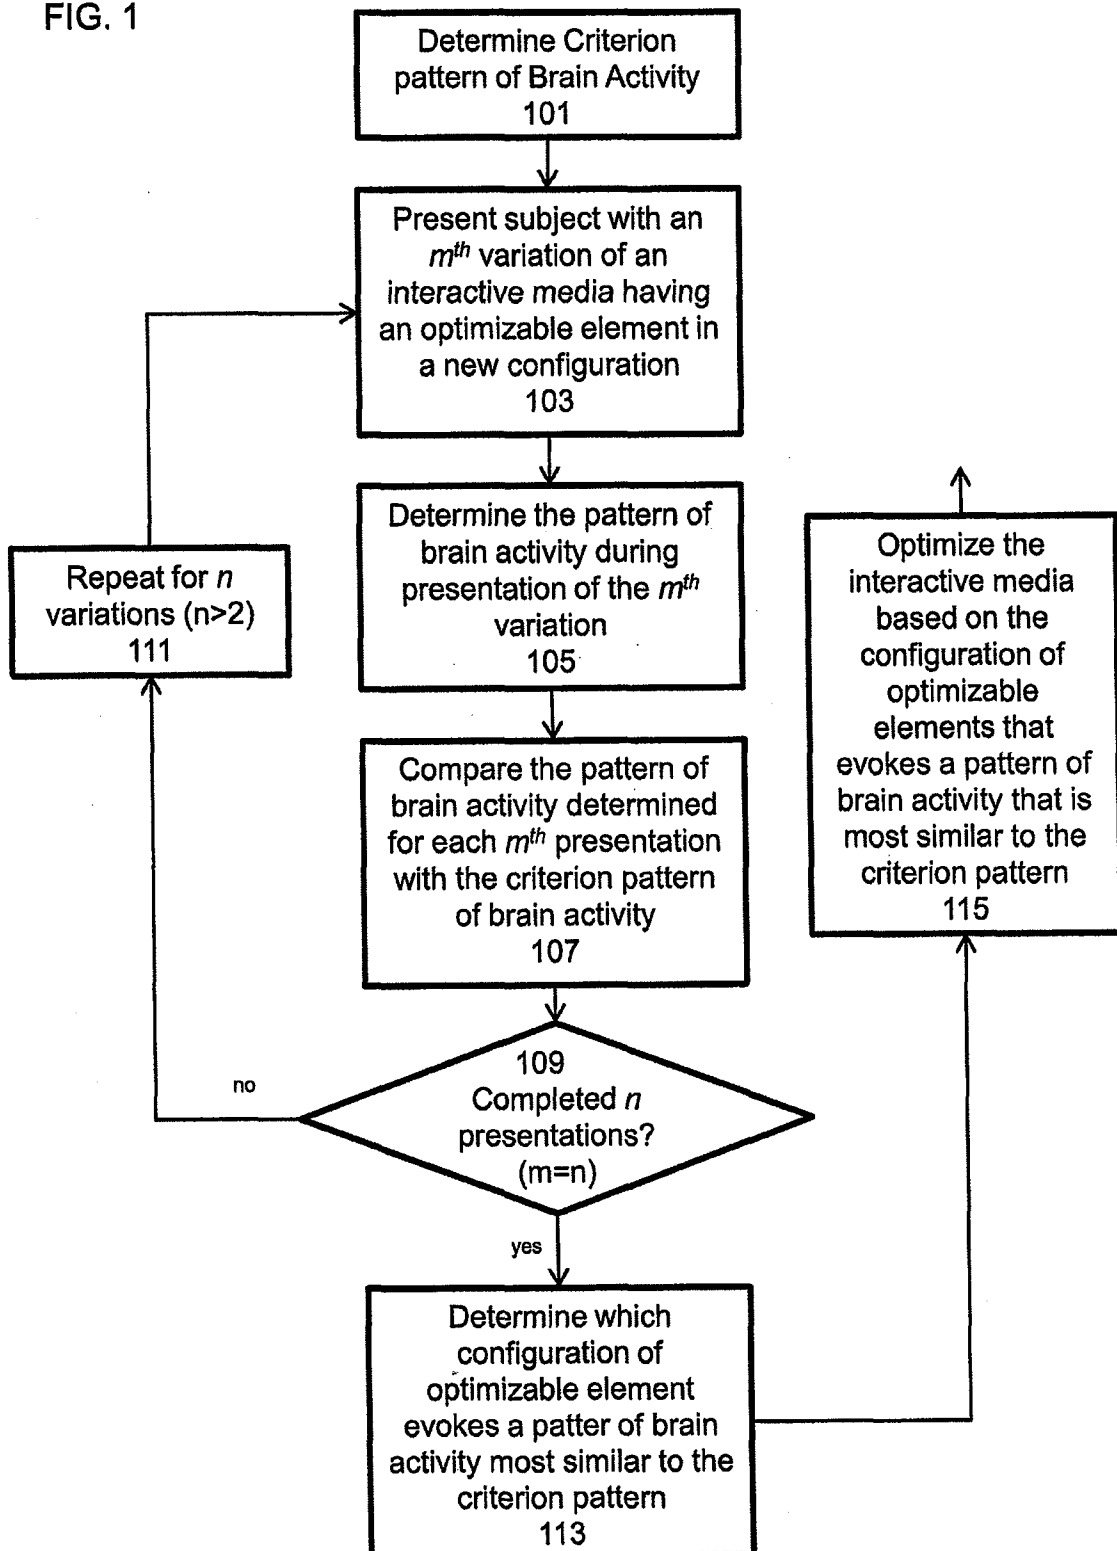 FIG. 1
Determine Criterion
pattern of Brain Activity
101
Present subject with an
mth variation of an
interactive media having
an optimizable element in
a new configuration
103
Determine the pattern of
brain activity during
presentation of the mth
variation
105
Repeat for n
variations (n>2)
111
Compare the pattern of
brain activity determined
for each mth presentation
with the criterion pattern
of brain activity
107
109
Completed n
presentations?
(m=n)
no
yes
Determine which
configuration of
optimizable element
evokes a patter of brain
activity most similar to the
criterion pattern
113
Optimize the
interactive media
based on the
configuration of
optimizable
elements that
evokes a pattern of
brain activity that is
most similar to the
criterion pattern
115